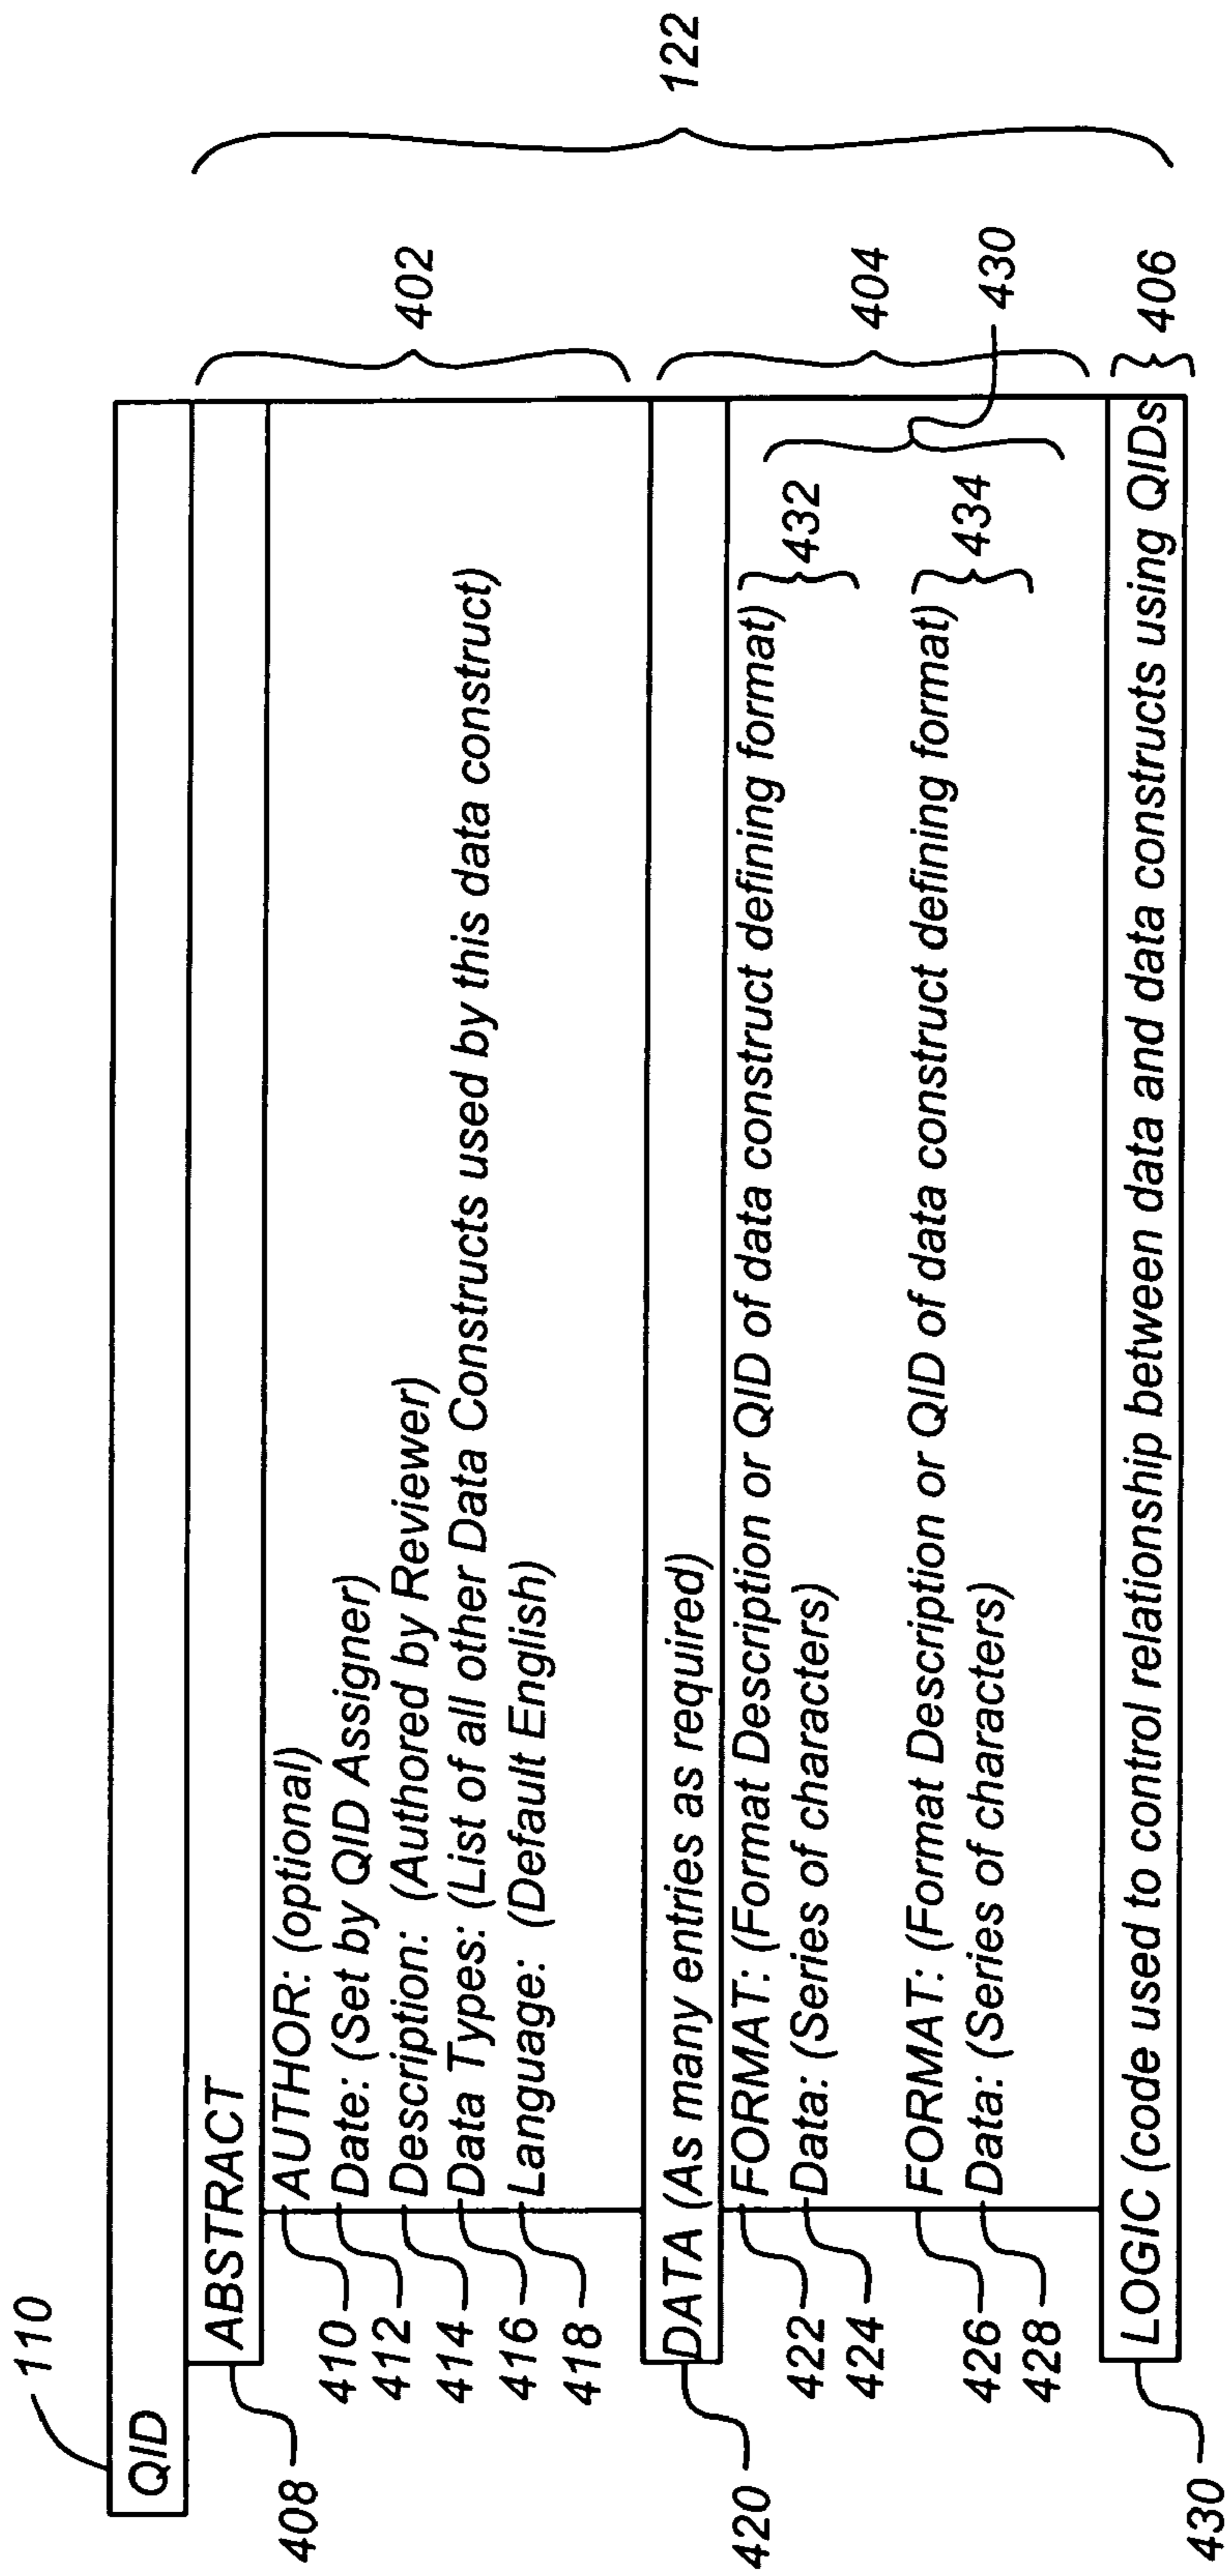 110
QID
408
ABSTRACT
402
122
410 AUTHOR: (optional)
412 Date: (Set by QID Assigner)
414 Description: (Authored by Reviewer)
416 Data Types: (List of all other Data Constructs used by this data construct)
418 Language: (Default English)
420
DATA (As many entries as required)
404
422 FORMAT: (Format Description or QID of data construct defining format)
432
424 Data: (Series of characters)
430
426 FORMAT: (Format Description or QID of data construct defining format)
434
428 Data: (Series of characters)
430
LOGIC (code used to control relationship between data and data constructs using QIDs
406